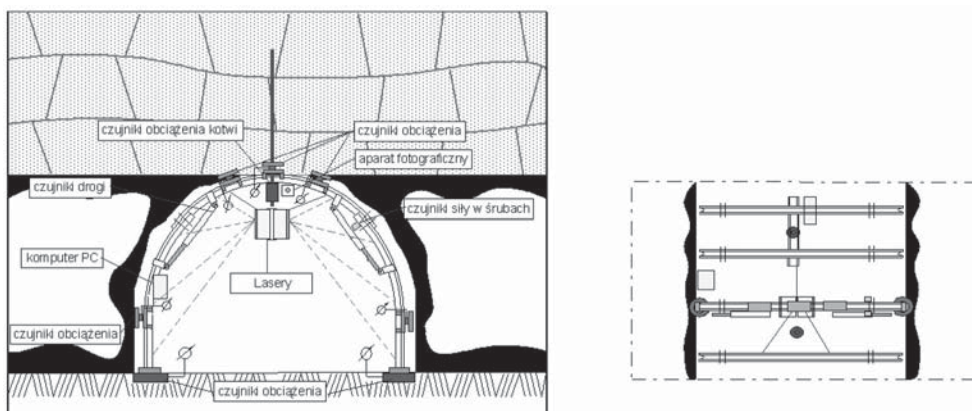 czujniki obciążenia kotwi
czujniki obciążenia
aparat fotograficzny
czujniki drogi
czujniki siły w śrubach
komputer PC
Lasery
czujniki obciążenia
czujniki obciążenia